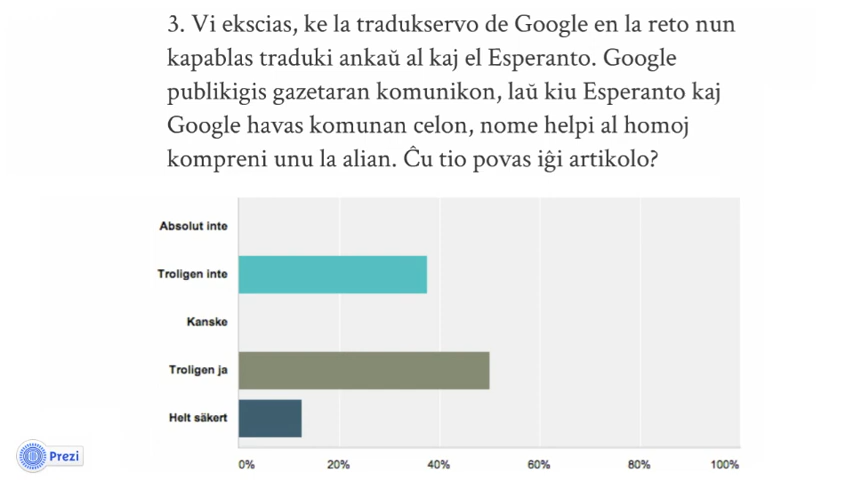 3. Vi ekscias, ke la tradukservo de Google en la reto nun
kapablas traduki ankaŭ al kaj el Esperanto. Google
publikigis gazetaran komunikon, laŭ kiu Esperanto kaj
Google havas komunan celon, nome helpi al homoj
kompreni unu la alian. Ĉu tio povas iĝi artikolo?
Absolut inte
Troligen inte
Kanske
Troligen ja
Helt säkert
0% 20% 40% 60% 80% 100%
Prezi